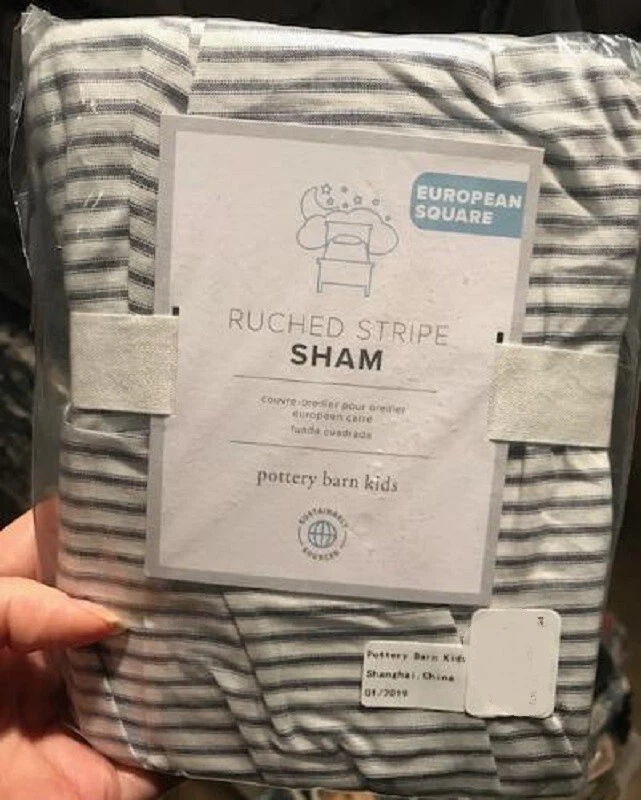 EUROPEAN
SQUARE
RUCHED STRIPE
SHAM
couvre-oreiller pour oreiller
européen carré
funda cuadrada
pottery barn kids
SUSTAINABLY
SOURCED
Pottery Barn Kids
Shanghai, China
01/2019